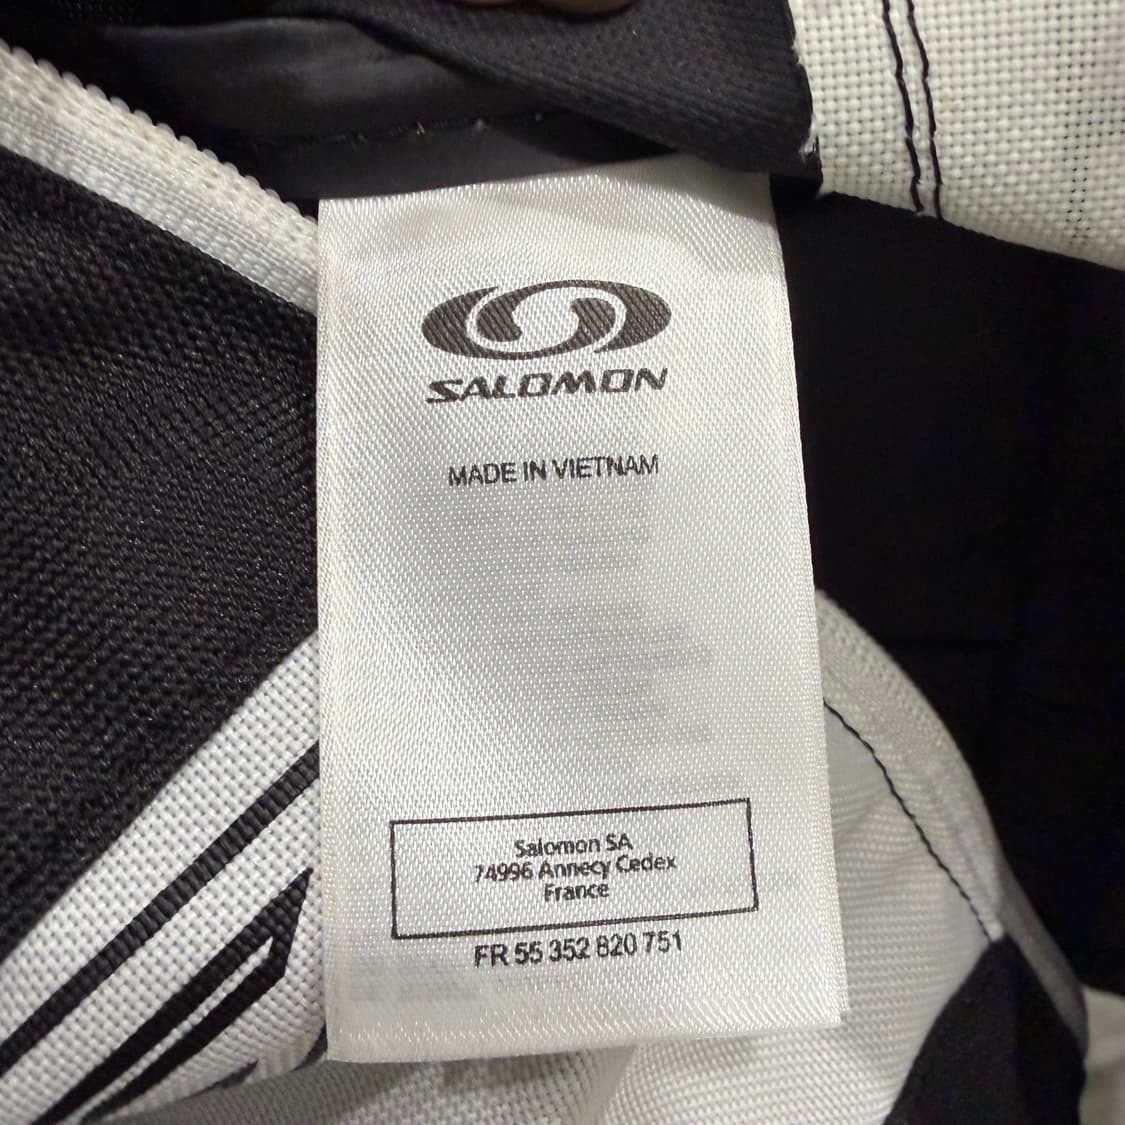 SALOMON
MADE IN VIETNAM
Salomon SA
74996 Annecy Cedex
France
FR 55 352 820 751